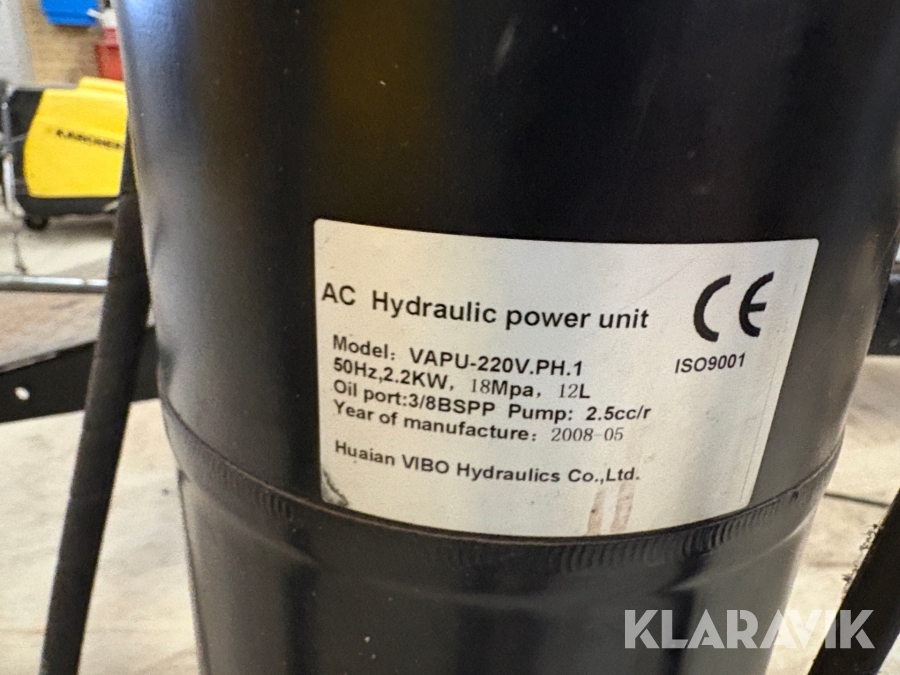 KÄRCHER
AC Hydraulic power unit
CE
ISO9001
Model: VAPU-220V.PH.1
50Hz,2.2KW, 18Mpa, 12L
Oil port:3/8BSPP Pump: 2.5cc/r
Year of manufacture: 2008-05
Huaian VIBO Hydraulics Co.,Ltd.
KLARAVIK